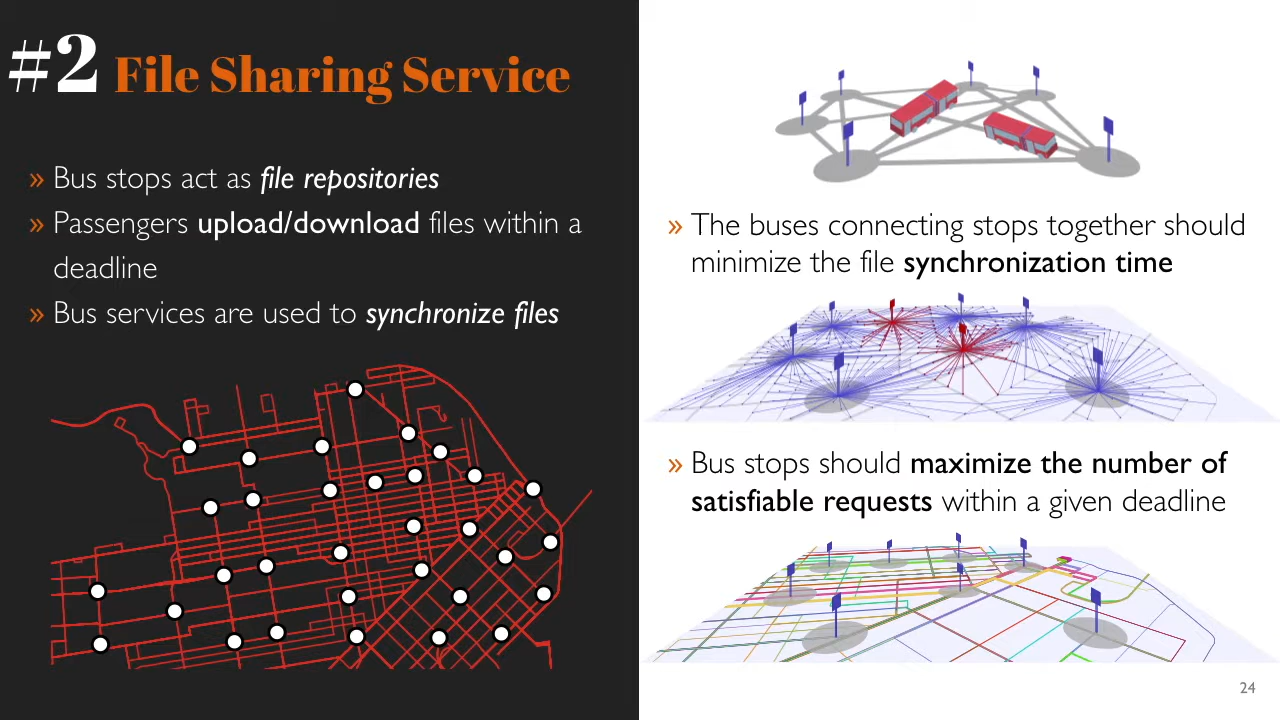 #2 File Sharing Service
» Bus stops act as file repositories
» Passengers upload/download files within a
deadline
» Bus services are used to synchronize files
» The buses connecting stops together should
minimize the file synchronization time
» Bus stops should maximize the number of
satisfiable requests within a given deadline
24